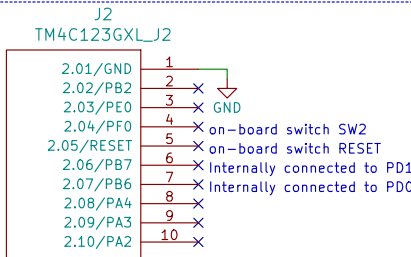 J2
TM4C123GXL_J2
2.01/GND 1
2.02/PB2 2
2.03/PE0 3 GND
2.04/PF0 4 on-board switch SW2
2.05/RESET 5 on-board switch RESET
2.06/PB7 6 Internally connected to PD1
2.07/PB6 7 Internally connected to PD0
2.08/PA4 8
2.09/PA3 9
2.10/PA2 10